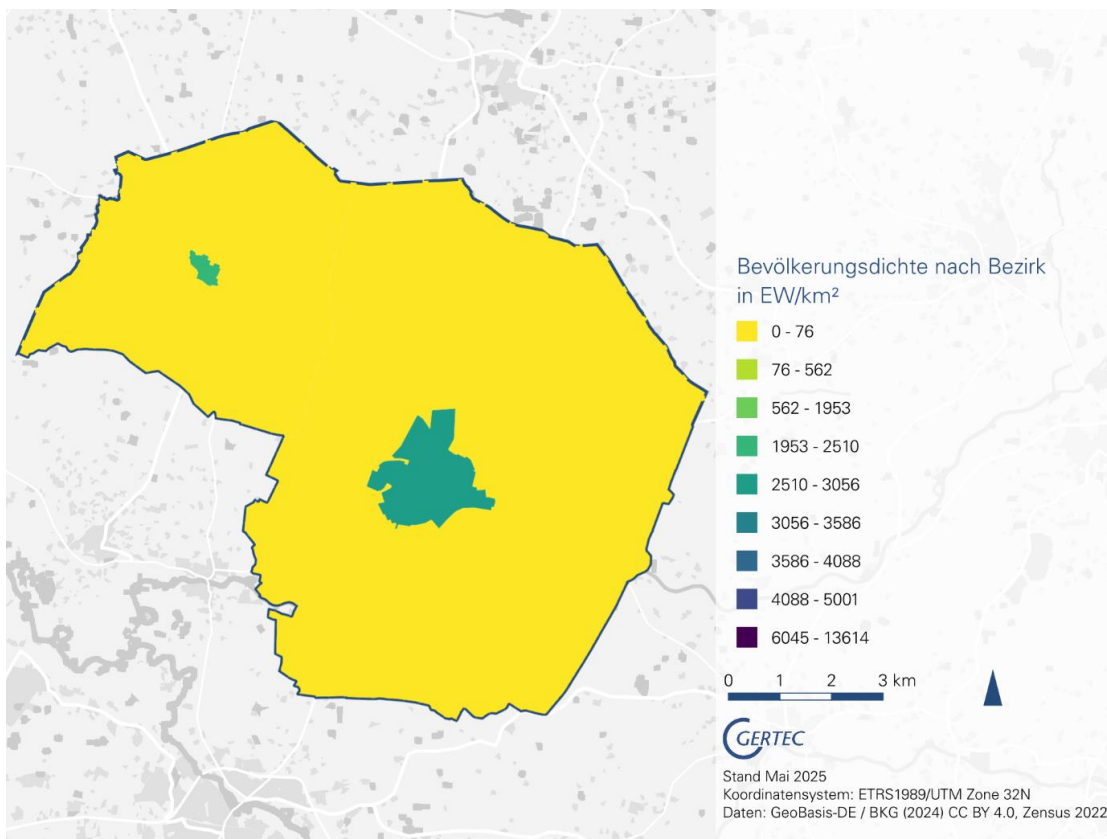 Bevölkerungsdichte nach Bezirk
in EW/km²
0 - 76
76 - 562
562 - 1953
1953 - 2510
2510 - 3056
3056 - 3586
3586 - 4088
4088 - 5001
6045 - 13614
0 1 2 3 km
GERTEC
Stand Mai 2025
Koordinatensystem: ETRS1989/UTM Zone 32N
Daten: GeoBasis-DE / BKG (2024) CC BY 4.0, Zensus 2022